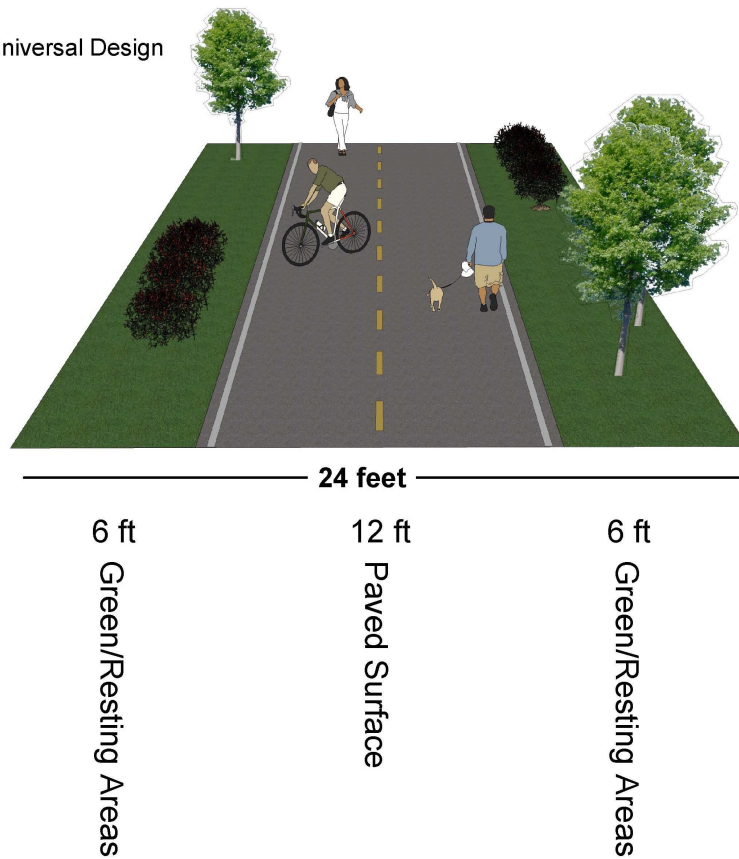 niversal Design
24 feet
6 ft
12 ft
6 ft
Green/Resting Areas
Paved Surface
Green/Resting Areas